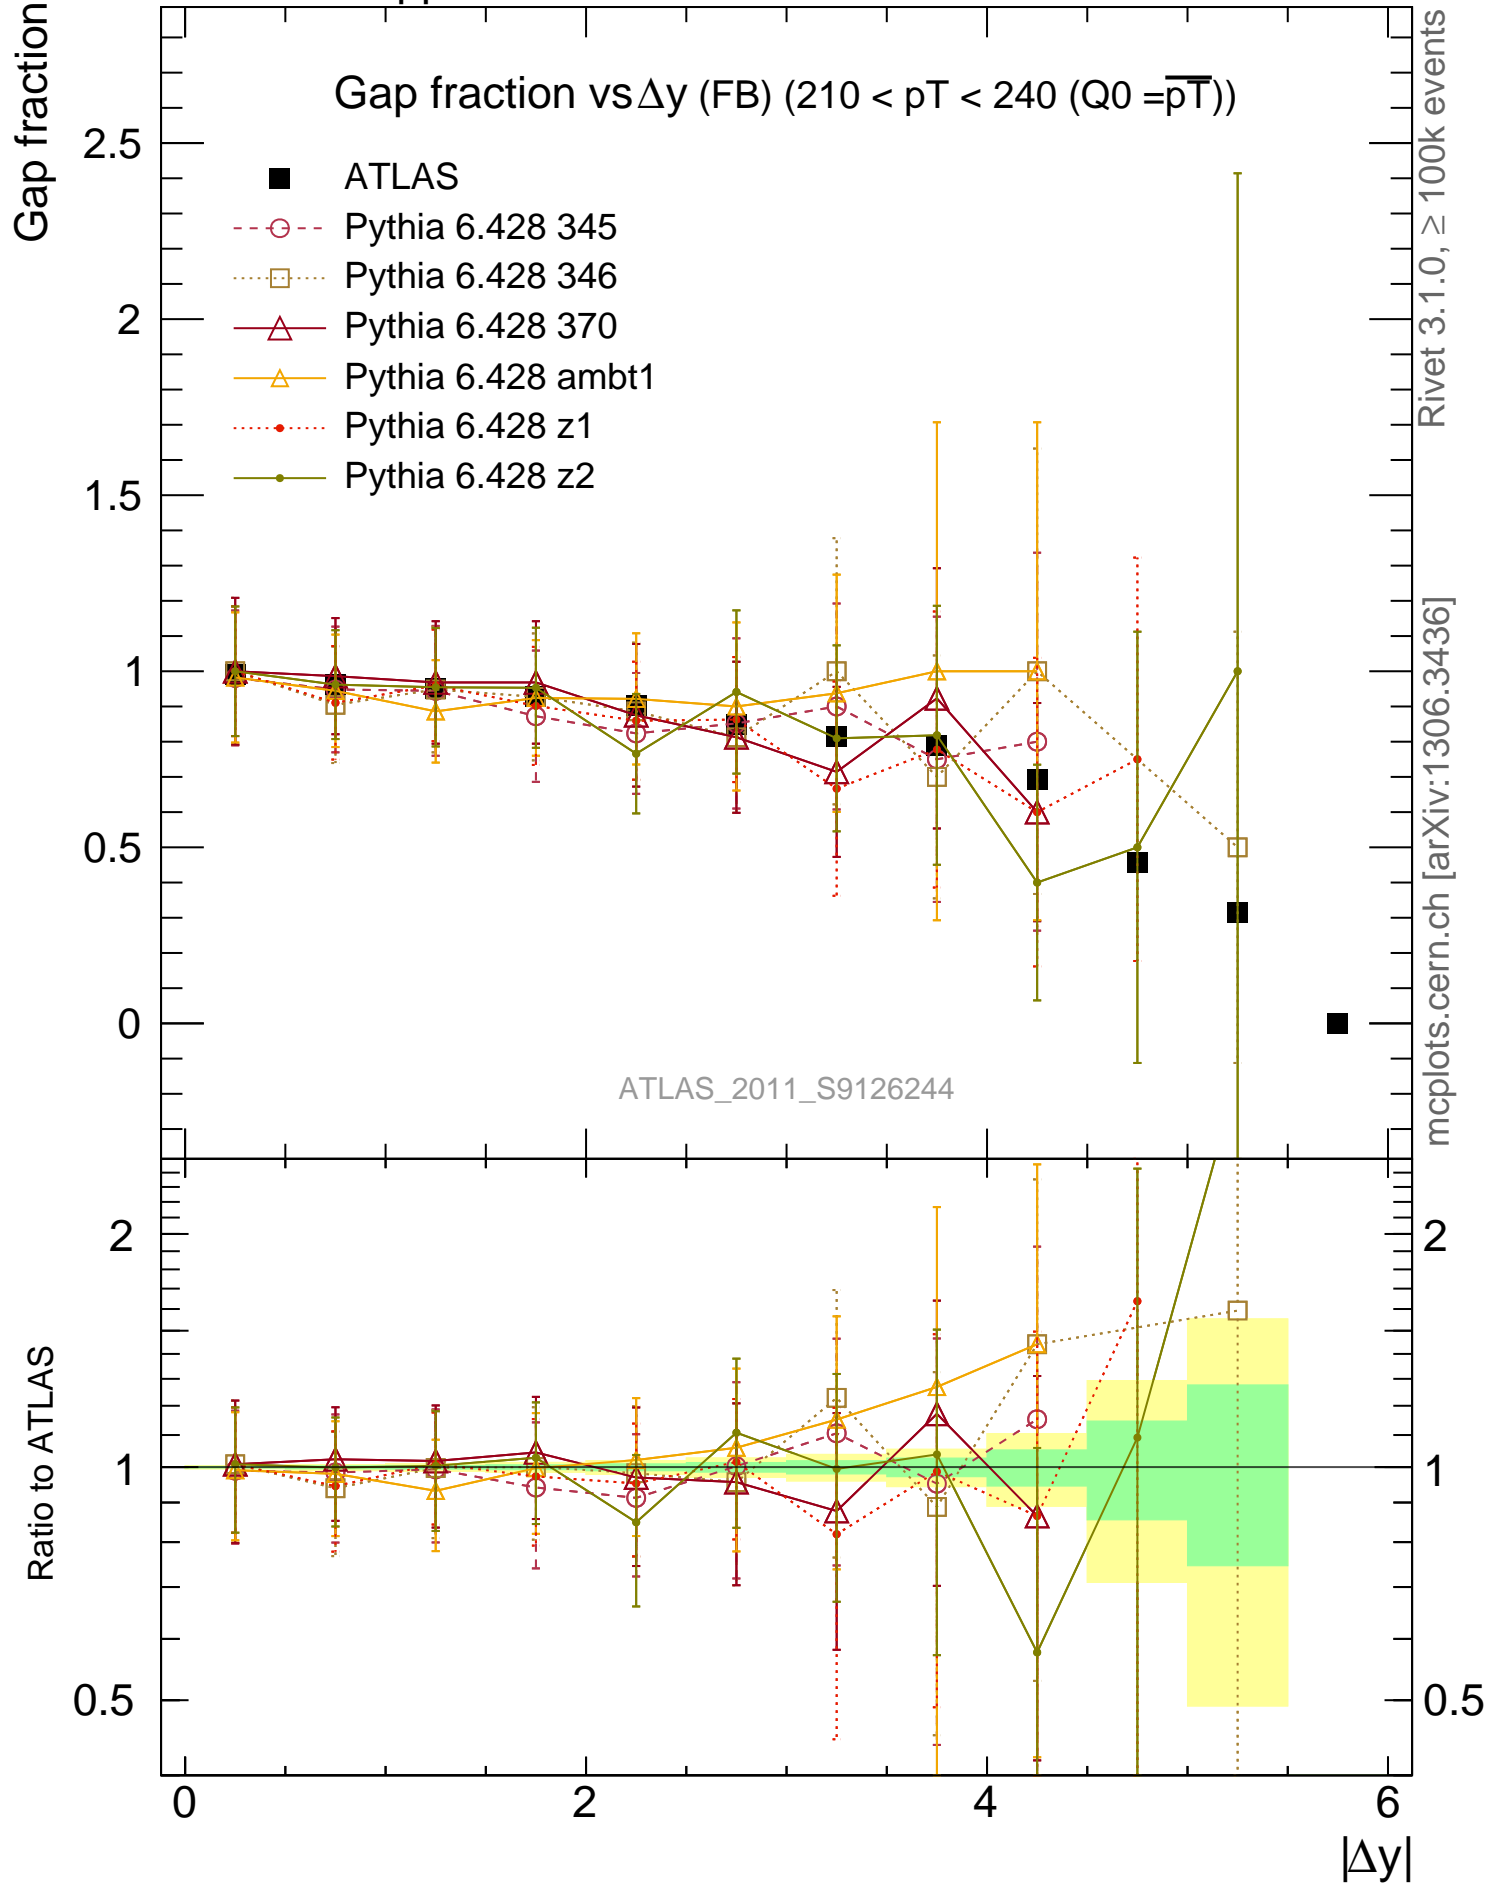 Gap fraction vs Δy (FB) (210 < pT < 240 (Q0 = p̅T̅))
Gap fraction
ATLAS
Pythia 6.428 345
Pythia 6.428 346
Pythia 6.428 370
Pythia 6.428 ambt1
Pythia 6.428 z1
Pythia 6.428 z2
2.5
2
1.5
1
0.5
0
ATLAS_2011_S9126244
Rivet 3.1.0, ≥ 100k events
mcplots.cern.ch [arXiv:1306.3436]
Ratio to ATLAS
2
1
0.5
2
1
0.5
0
2
4
6
|Δy|